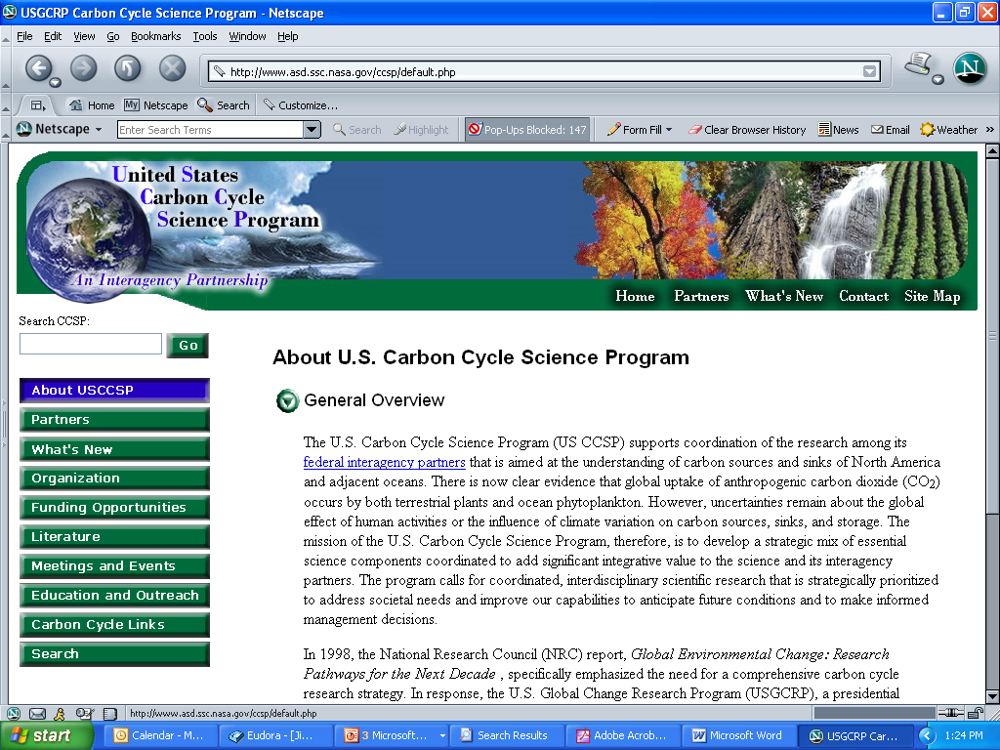 USGCRP Carbon Cycle Science Program - Netscape
File Edit View Go Bookmarks Tools Window Help
http://www.asd.ssc.nasa.gov/ccsp/default.php
Home My Netscape Search Customize...
Netscape Enter Search Terms Search Highlight Pop-Ups Blocked: 147 Form Fill Clear Browser History News Email Weather »
United States
Carbon Cycle
Science Program
An Interagency Partnership
Home Partners What's New Contact Site Map
Search CCSP:
Go
About USCCSP
Partners
What's New
Organization
Funding Opportunities
Literature
Meetings and Events
Education and Outreach
Carbon Cycle Links
Search
About U.S. Carbon Cycle Science Program
General Overview
The U.S. Carbon Cycle Science Program (US CCSP) supports coordination of the research among its
federal interagency partners that is aimed at the understanding of carbon sources and sinks of North America
and adjacent oceans. There is now clear evidence that global uptake of anthropogenic carbon dioxide (CO2)
occurs by both terrestrial plants and ocean phytoplankton. However, uncertainties remain about the global
effect of human activities or the influence of climate variation on carbon sources, sinks, and storage. The
mission of the U.S. Carbon Cycle Science Program, therefore, is to develop a strategic mix of essential
science components coordinated to add significant integrative value to the science and its interagency
partners. The program calls for coordinated, interdisciplinary scientific research that is strategically prioritized
to address societal needs and improve our capabilities to anticipate future conditions and to make informed
management decisions.
In 1998, the National Research Council (NRC) report, Global Environmental Change: Research
Pathways for the Next Decade , specifically emphasized the need for a comprehensive carbon cycle
research strategy. In response, the U.S. Global Change Research Program (USGCRP), a presidential
http://www.asd.ssc.nasa.gov/ccsp/default.php
start Calendar - M... Eudora - [Ji... 3 Microsoft... Search Results Adobe Acrob... Microsoft Word USGCRP Car... 1:24 PM